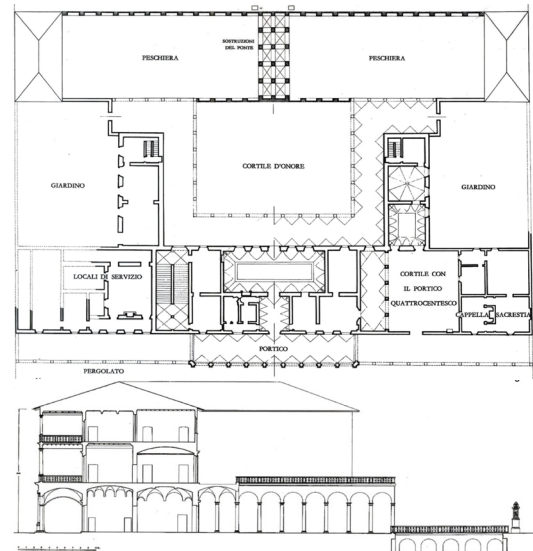 SOSTRUZIONI
DEL PONTE
PESCHIERA
PESCHIERA
CORTILE D'ONORE
GIARDINO
GIARDINO
LOCALI DI SERVIZIO
CORTILE CON
IL PORTICO
QUATTROCENTESCO
CAPPELLA
SACRESTIA
PORTICO
PERGOLATO